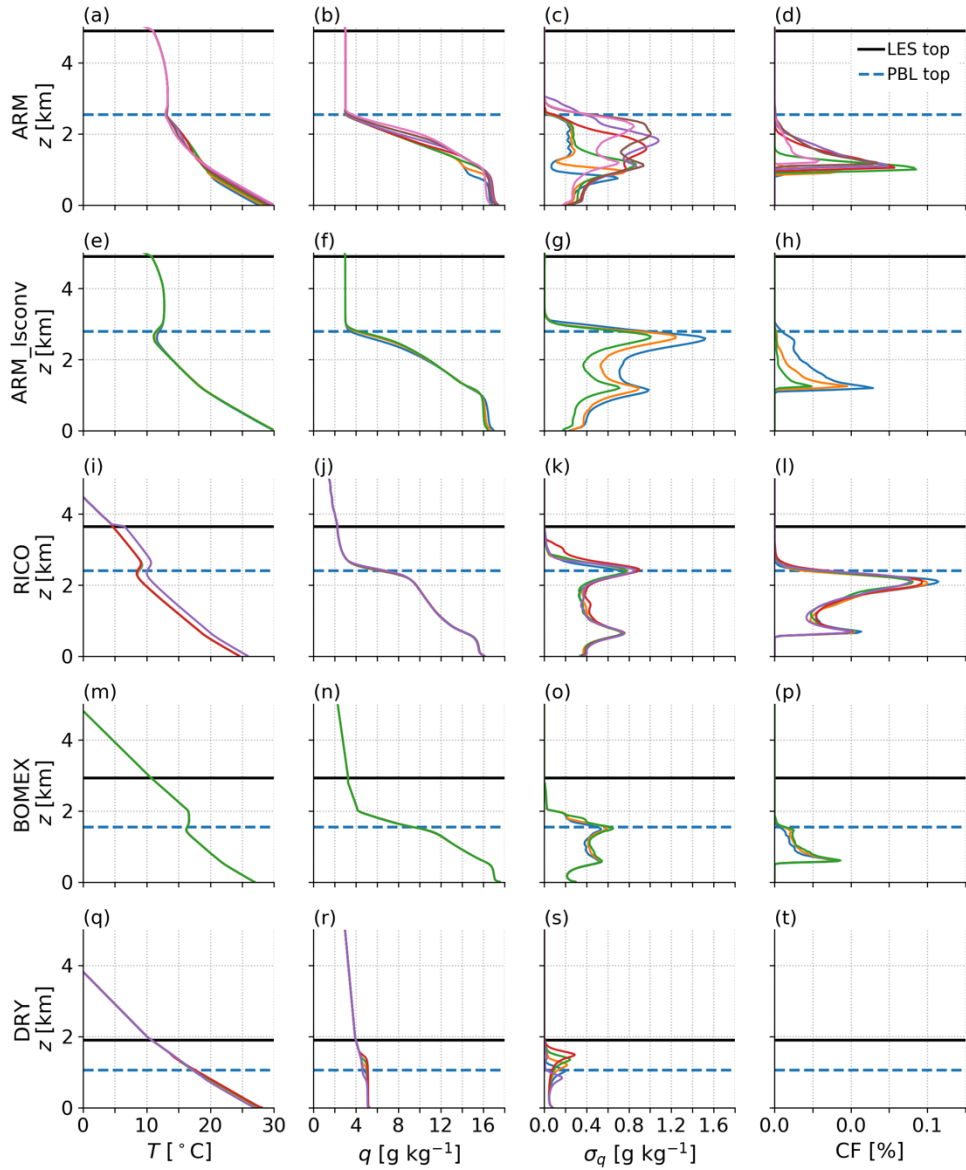 (a) (b) (c) (d)
LES top
PBL top
ARM
z [km]
4
2
0
(e) (f) (g) (h)
ARM_lsconv
z [km]
4
2
0
(i) (j) (k) (l)
RICO
z [km]
4
2
0
(m) (n) (o) (p)
BOMEX
z [km]
4
2
0
(q) (r) (s) (t)
DRY
z [km]
4
2
0
0 10 20 30 0 4 8 12 16 0.0 0.4 0.8 1.2 1.6 0.0 0.0 0.1
T [°C] q [g kg⁻¹] σq [g kg⁻¹] CF [%]